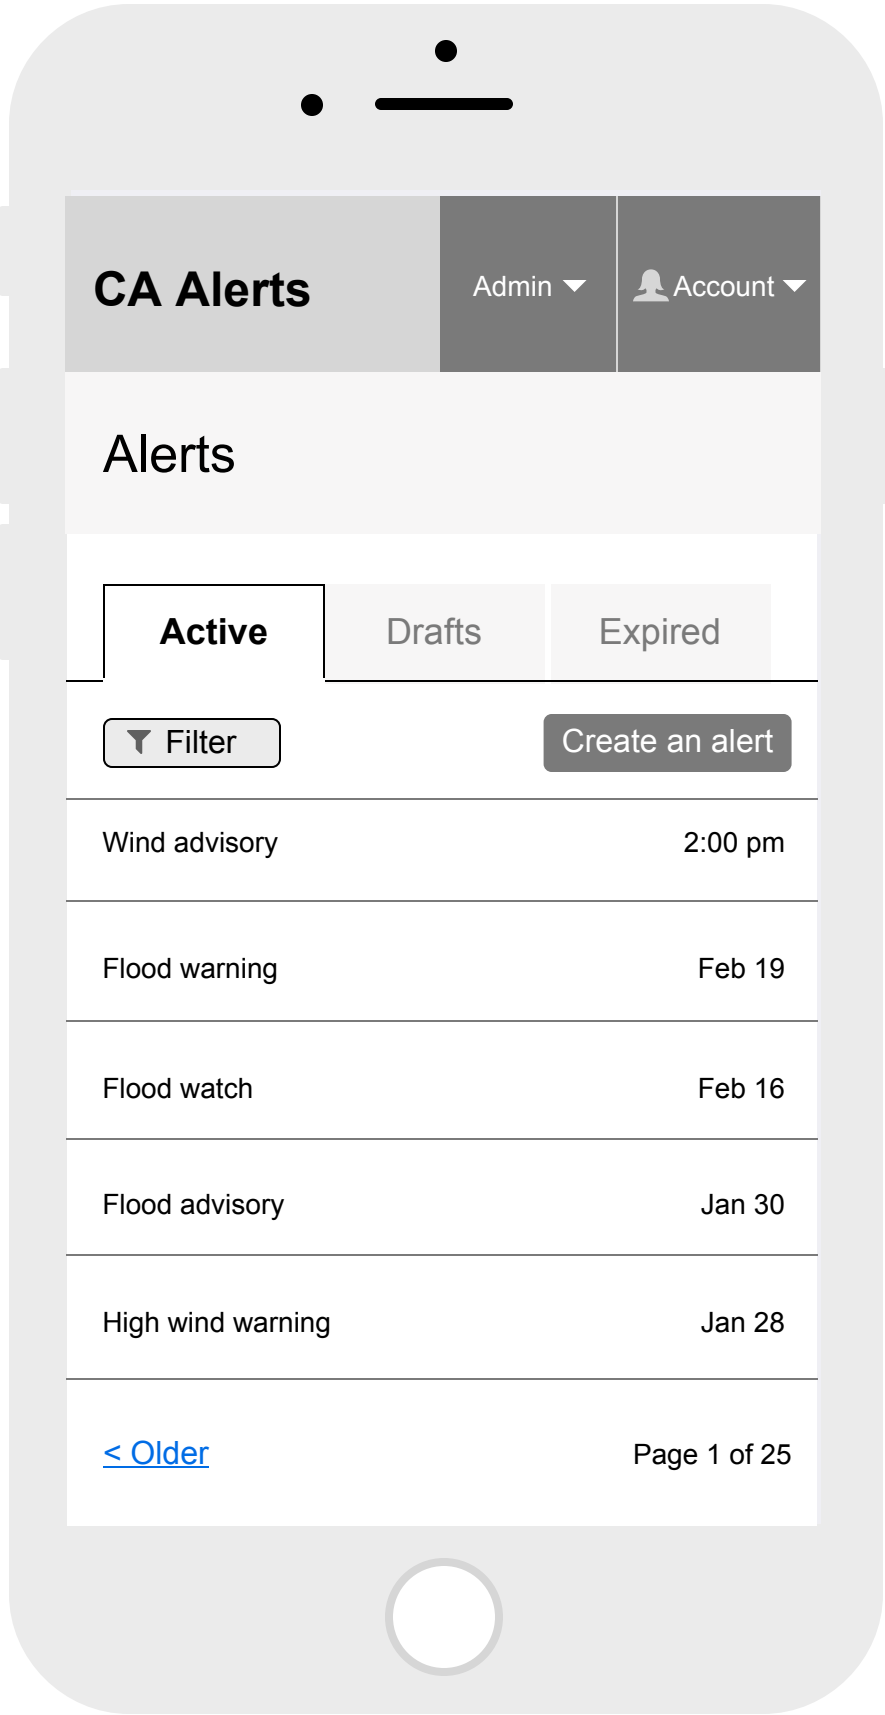 CA Alerts Admin Account
Alerts
Active Drafts Expired
Filter Create an alert
Wind advisory 2:00 pm
Flood warning Feb 19
Flood watch Feb 16
Flood advisory Jan 30
High wind warning Jan 28
< Older Page 1 of 25